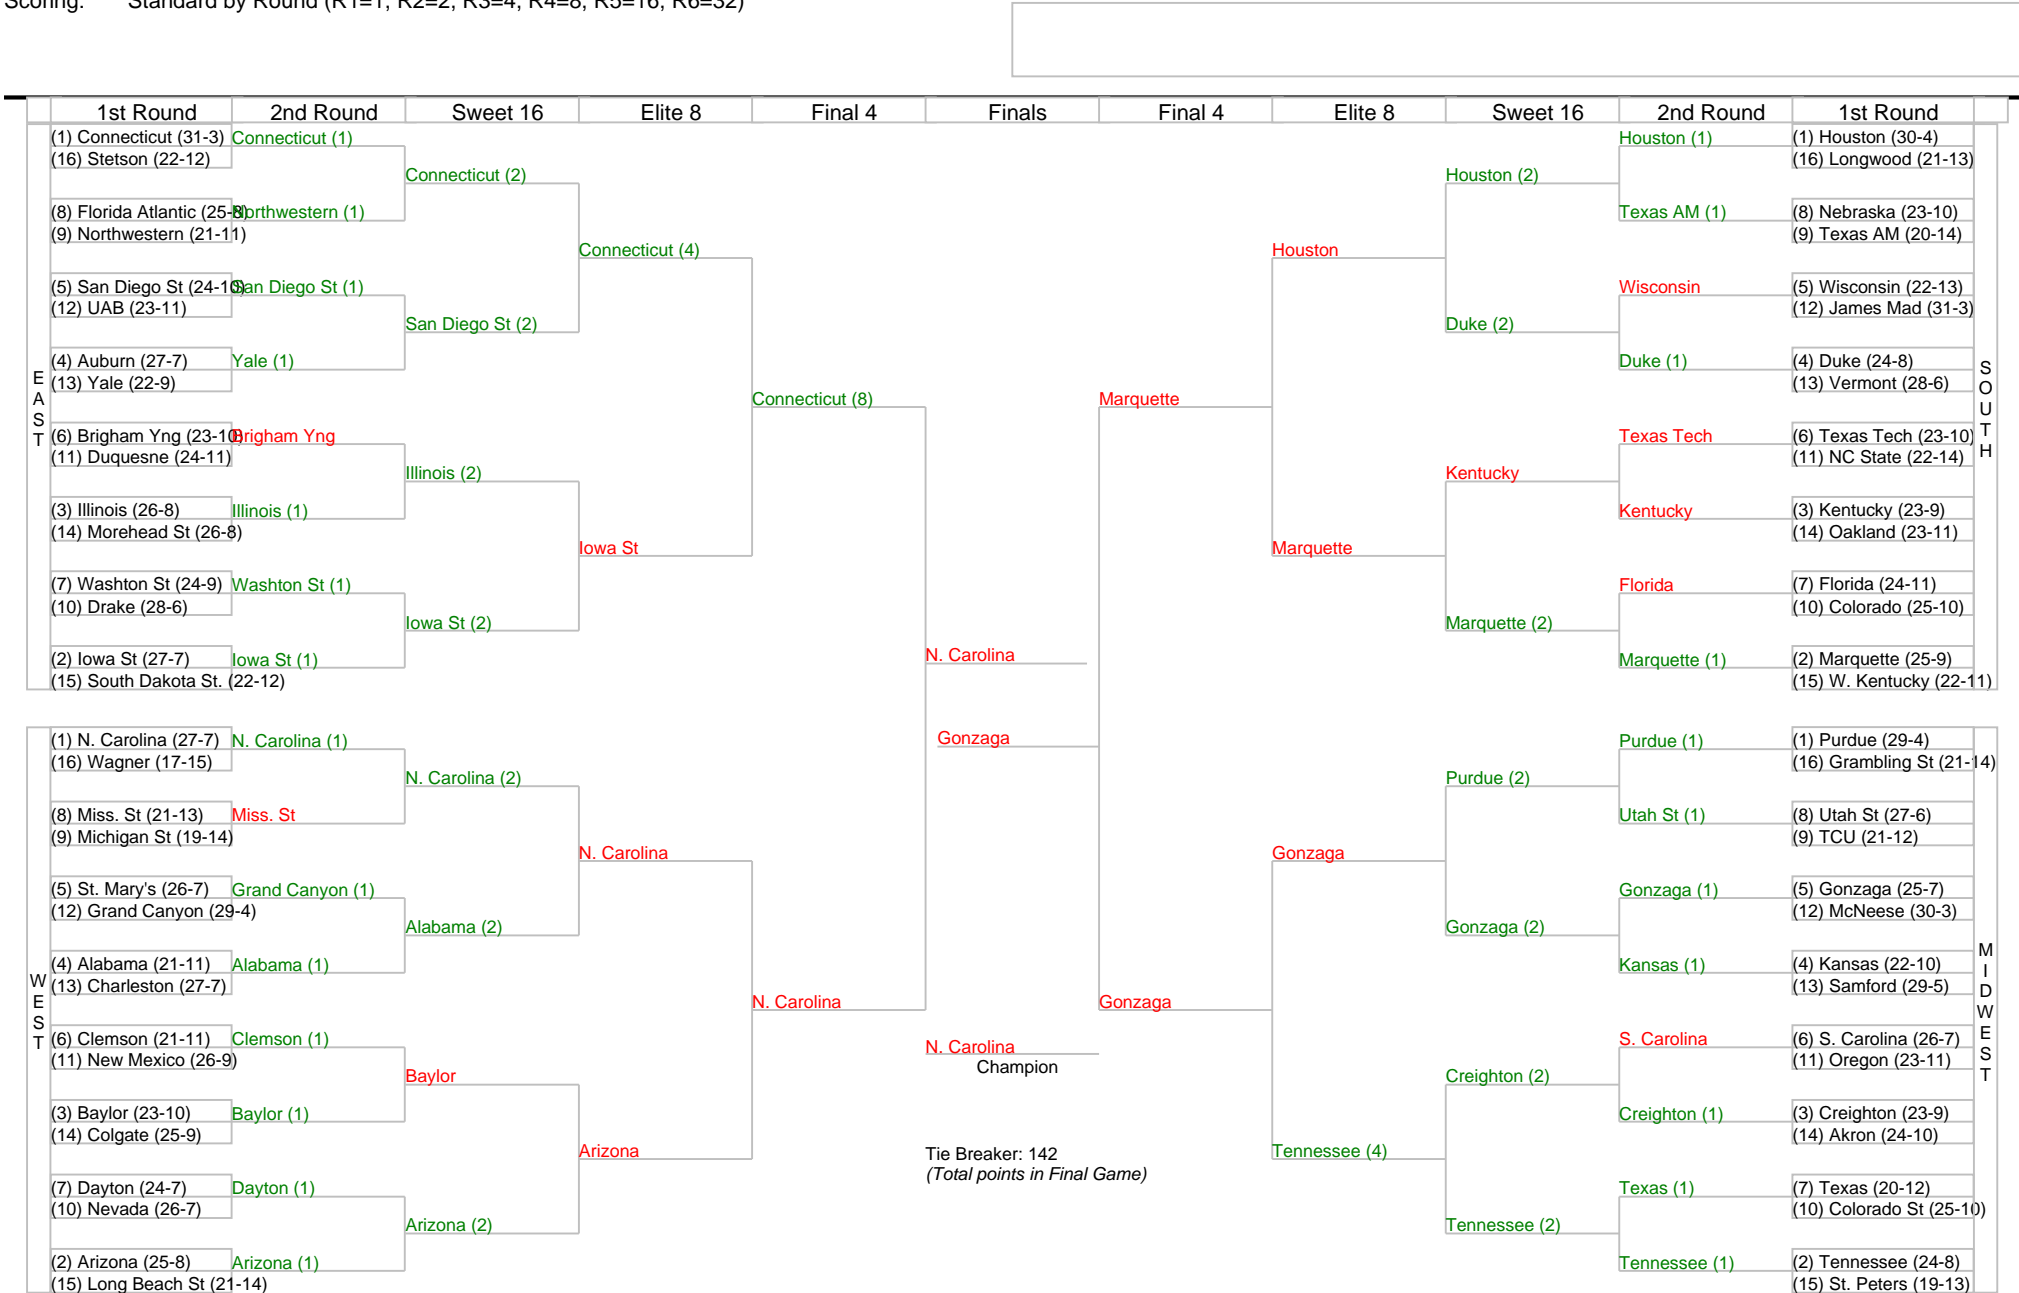 Scoring: Standard by Round (R1=1, R2=2, R3=4, R4=8, R5=16, R6=32)
1st Round 2nd Round Sweet 16 Elite 8 Final 4 Finals Final 4 Elite 8 Sweet 16 2nd Round 1st Round
EAST
(1) Connecticut (31-3)
(16) Stetson (22-12)
(8) Florida Atlantic (25-8)
(9) Northwestern (21-11)
(5) San Diego St (24-10)
(12) UAB (23-11)
(4) Auburn (27-7)
(13) Yale (22-9)
(6) Brigham Yng (23-10)
(11) Duquesne (24-11)
(3) Illinois (26-8)
(14) Morehead St (26-8)
(7) Washton St (24-9)
(10) Drake (28-6)
(2) Iowa St (27-7)
(15) South Dakota St. (22-12)
Connecticut (1)
Northwestern (1)
San Diego St (1)
Yale (1)
Brigham Yng
Illinois (1)
Washton St (1)
Iowa St (1)
Connecticut (2)
San Diego St (2)
Illinois (2)
Iowa St (2)
Connecticut (4)
Iowa St
Connecticut (8)
WEST
(1) N. Carolina (27-7)
(16) Wagner (17-15)
(8) Miss. St (21-13)
(9) Michigan St (19-14)
(5) St. Mary's (26-7)
(12) Grand Canyon (29-4)
(4) Alabama (21-11)
(13) Charleston (27-7)
(6) Clemson (21-11)
(11) New Mexico (26-9)
(3) Baylor (23-10)
(14) Colgate (25-9)
(7) Dayton (24-7)
(10) Nevada (26-7)
(2) Arizona (25-8)
(15) Long Beach St (21-14)
N. Carolina (1)
Miss. St
Grand Canyon (1)
Alabama (1)
Clemson (1)
Baylor (1)
Dayton (1)
Arizona (1)
N. Carolina (2)
Alabama (2)
Baylor
Arizona (2)
N. Carolina
Arizona
N. Carolina
N. Carolina
Gonzaga
N. Carolina
Champion
Tie Breaker: 142
(Total points in Final Game)
Marquette
Gonzaga
Houston
Marquette
Houston (2)
Duke (2)
Kentucky
Marquette (2)
Houston (1)
Texas AM (1)
Wisconsin
Duke (1)
Texas Tech
Kentucky
Florida
Marquette (1)
(1) Houston (30-4)
(16) Longwood (21-13)
(8) Nebraska (23-10)
(9) Texas AM (20-14)
(5) Wisconsin (22-13)
(12) James Mad (31-3)
(4) Duke (24-8)
(13) Vermont (28-6)
(6) Texas Tech (23-10)
(11) NC State (22-14)
(3) Kentucky (23-9)
(14) Oakland (23-11)
(7) Florida (24-11)
(10) Colorado (25-10)
(2) Marquette (25-9)
(15) W. Kentucky (22-11)
SOUTH
Gonzaga
Tennessee (4)
Purdue (2)
Gonzaga (2)
Creighton (2)
Tennessee (2)
Purdue (1)
Utah St (1)
Gonzaga (1)
Kansas (1)
S. Carolina
Creighton (1)
Texas (1)
Tennessee (1)
(1) Purdue (29-4)
(16) Grambling St (21-14)
(8) Utah St (27-6)
(9) TCU (21-12)
(5) Gonzaga (25-7)
(12) McNeese (30-3)
(4) Kansas (22-10)
(13) Samford (29-5)
(6) S. Carolina (26-7)
(11) Oregon (23-11)
(3) Creighton (23-9)
(14) Akron (24-10)
(7) Texas (20-12)
(10) Colorado St (25-10)
(2) Tennessee (24-8)
(15) St. Peters (19-13)
MIDWEST